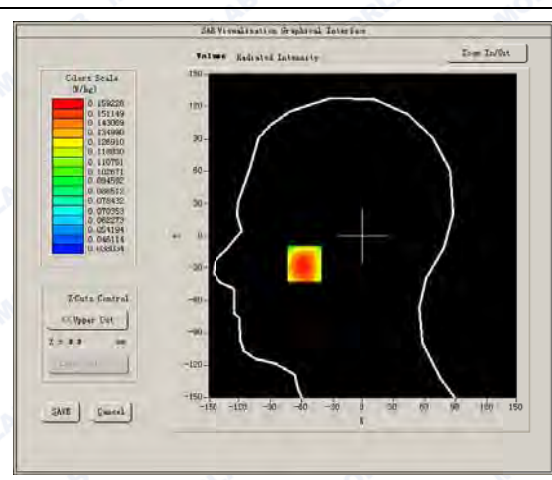 SAR Visualisation Graphical Interface
Volume Radiated Intensity
Zoom In/Out
Colors Scale
(W/kg)
0.159228
0.151149
0.143069
0.134990
0.126910
0.118830
0.110751
0.102671
0.094592
0.086512
0.078432
0.070353
0.062273
0.054194
0.046114
Z-Cuts Control
<<Upper Cut
SAVE
Cancel
150
120
90
60
30
0
-30
-60
-90
-120
-150
-150 -120 -90 -60 -30 0 30 60 90 120 150
X